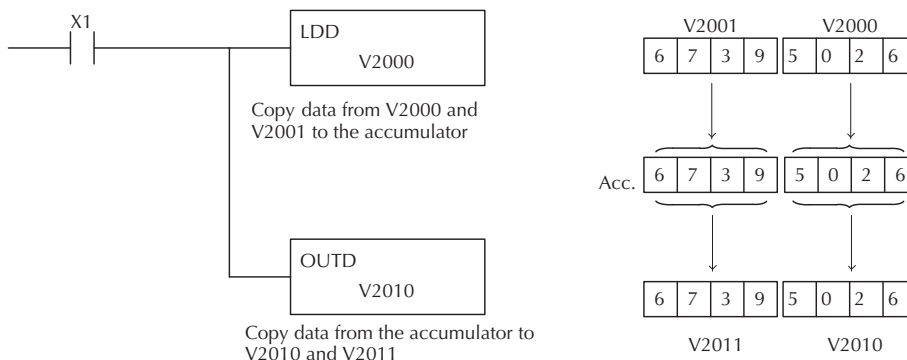 X1
LDD
V2000
Copy data from V2000 and
V2001 to the accumulator
OUTD
V2010
Copy data from the accumulator to
V2010 and V2011
V2001 V2000
6 7 3 9 5 0 2 6
Acc. 6 7 3 9 5 0 2 6
6 7 3 9 5 0 2 6
V2011 V2010